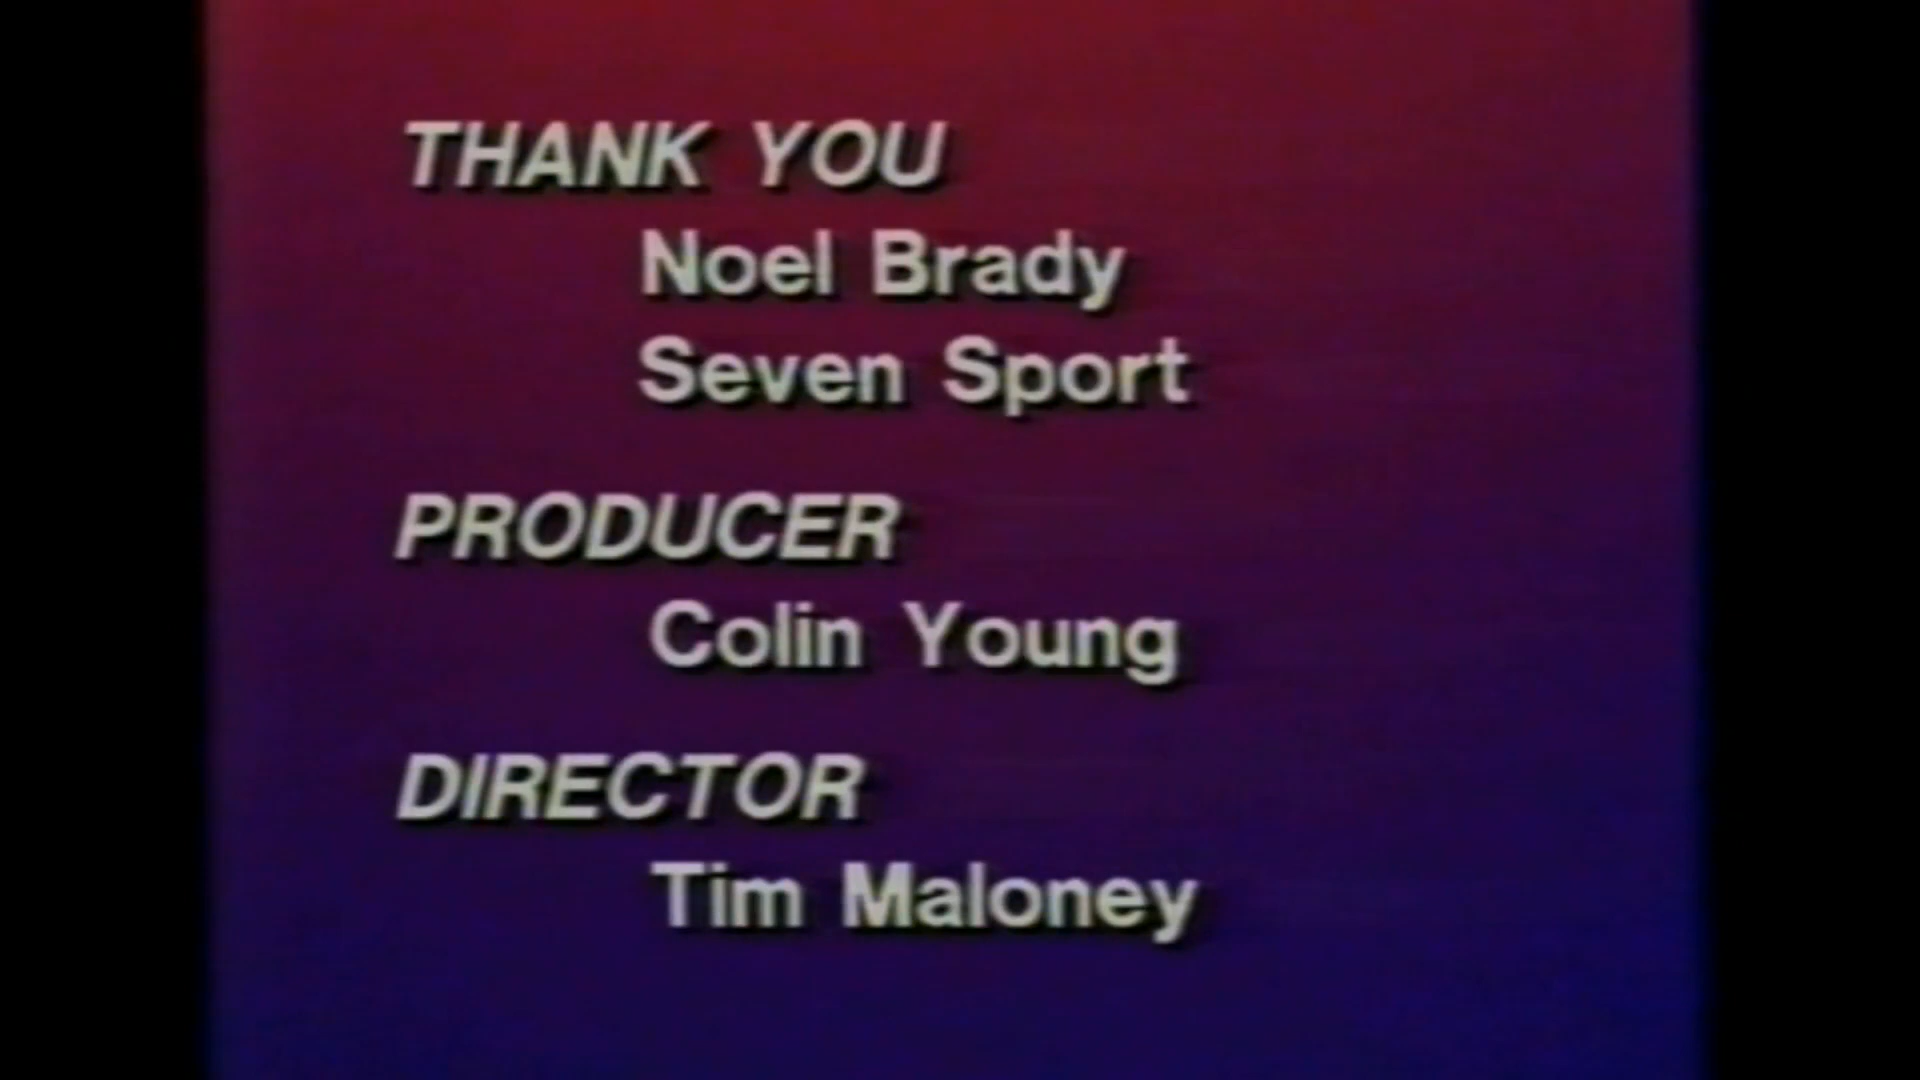 THANK YOU
Noel Brady
Seven Sport
PRODUCER
Colin Young
DIRECTOR
Tim Maloney